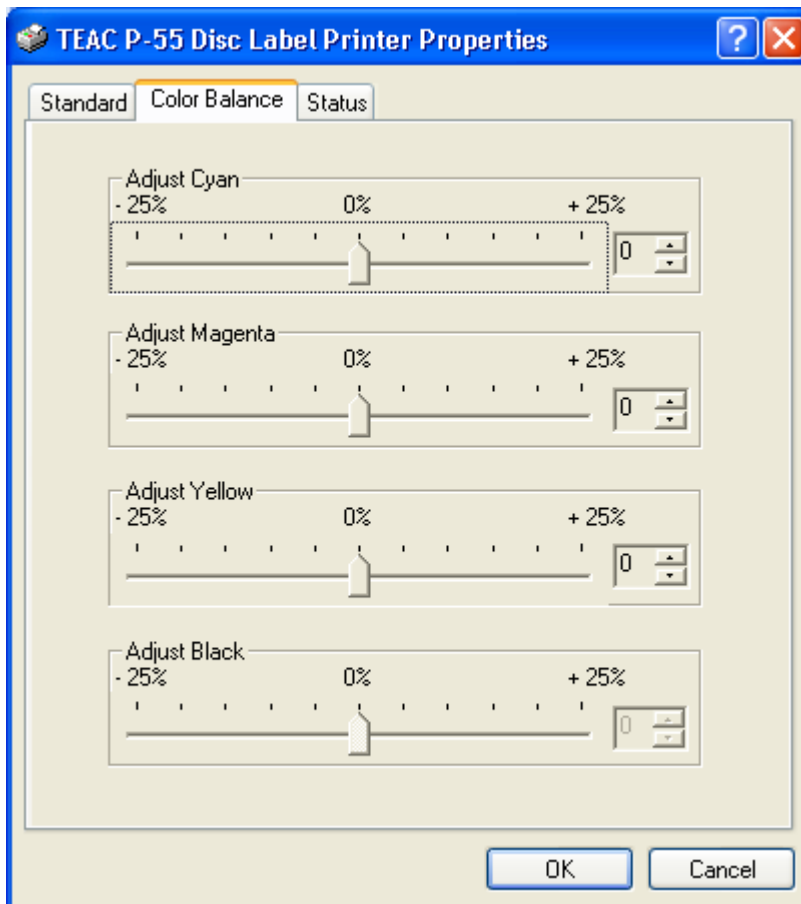 TEAC P-55 Disc Label Printer Properties
?
Standard Color Balance Status
Adjust Cyan
- 25% 0% + 25%
0
Adjust Magenta
- 25% 0% + 25%
0
Adjust Yellow
- 25% 0% + 25%
0
Adjust Black
- 25% 0% + 25%
0
OK Cancel